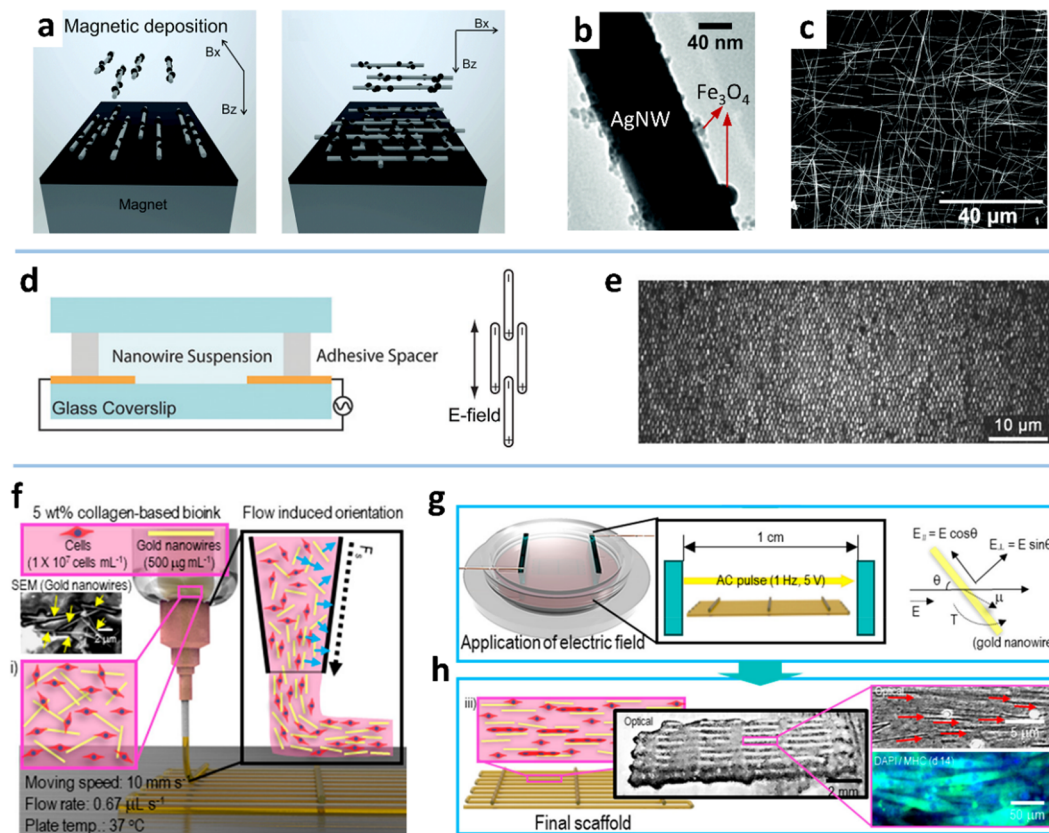 a
Magnetic deposition
Bx
Bz
Magnet
Bx
Bz
b
40 nm
AgNW
Fe3O4
c
40 µm
d
Nanowire Suspension
Adhesive Spacer
Glass Coverslip
E-field
e
10 µm
f
5 wt% collagen-based bioink
Cells
(1 X 10⁷ cells mL⁻¹)
Gold nanowires
(500 µg mL⁻¹)
SEM (Gold nanowires)
2 µm
i)
Moving speed: 10 mm s⁻¹
Flow rate: 0.67 µL s⁻¹
Plate temp.: 37 °C
Flow induced orientation
g
Application of electric field
1 cm
AC pulse (1 Hz, 5 V)
E∥ = E cosθ
E⊥ = E sinθ
θ
µ
E
T
(gold nanowire
h
iii)
Optical
2 mm
Final scaffold
Optical
5 µm
DAPI / MHC (d 14)
50 µm